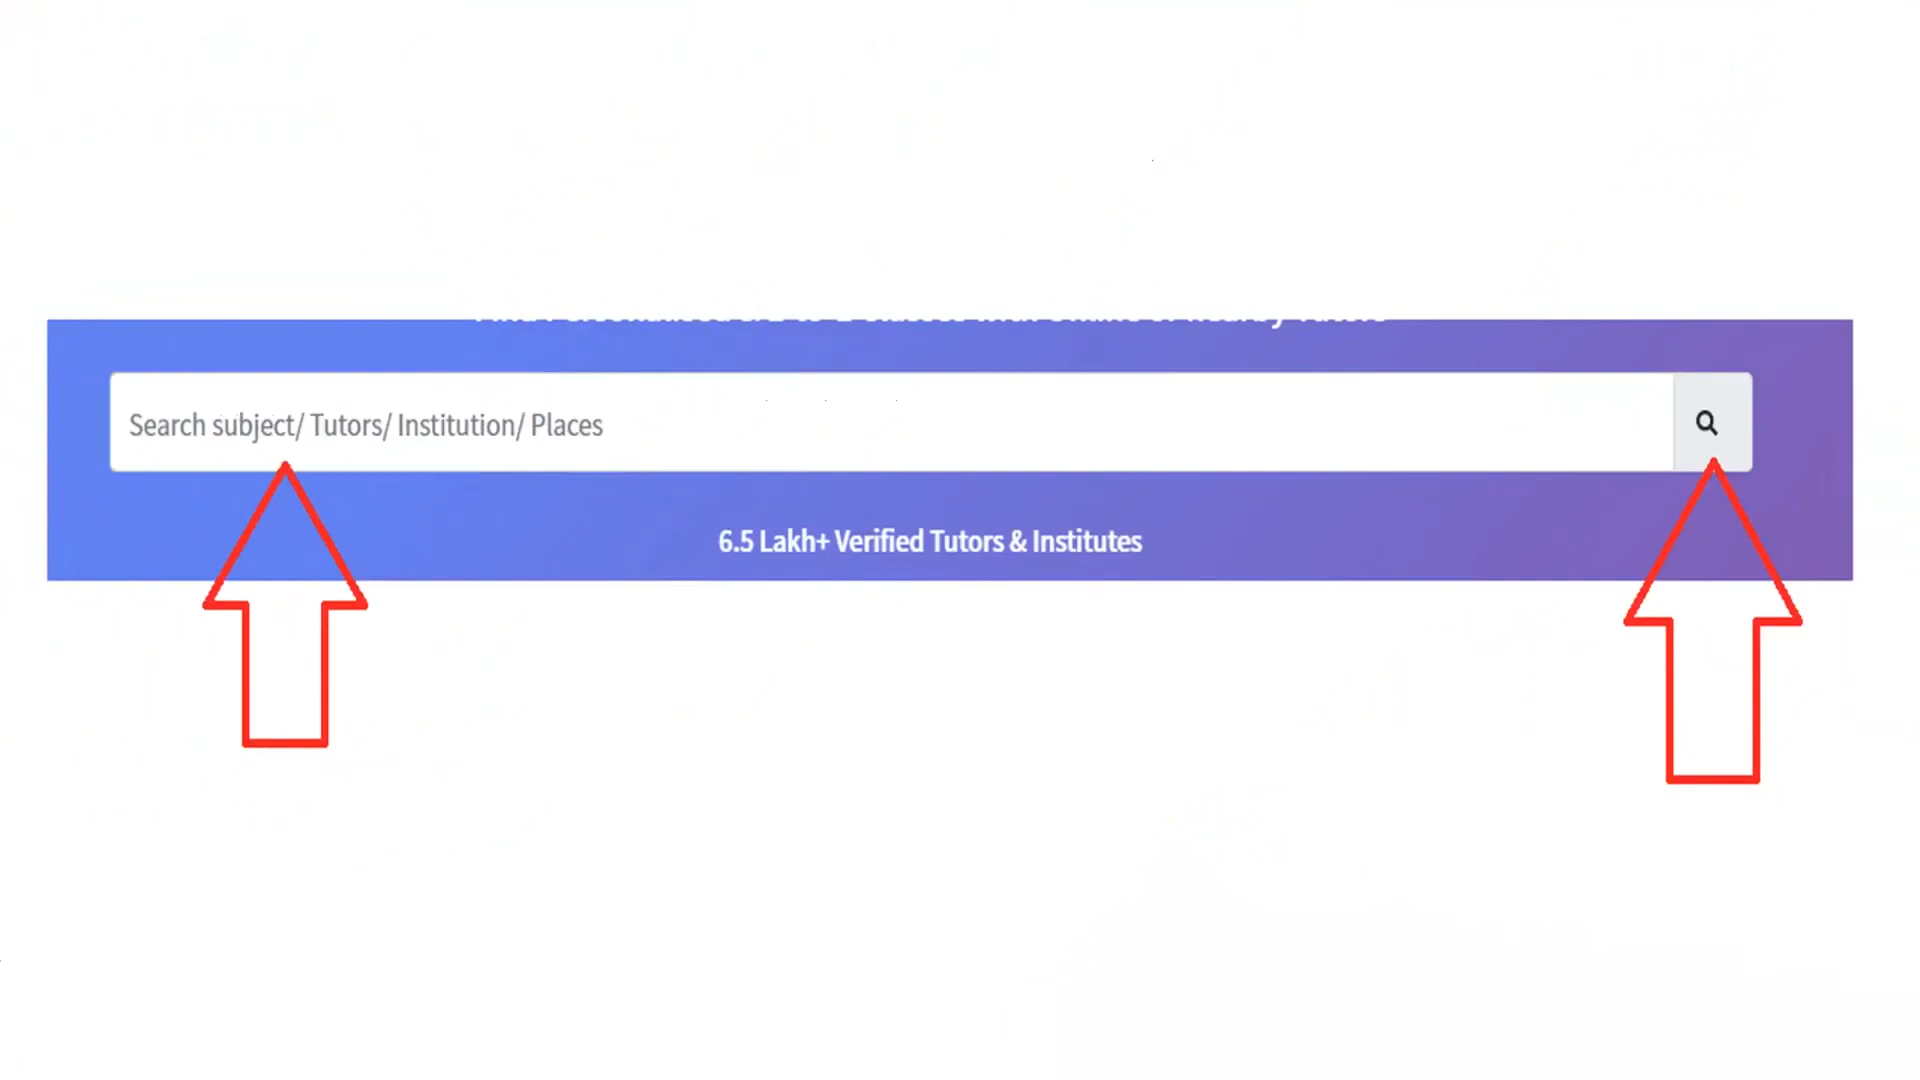 Search subject/ Tutors/ Institution/ Places
6.5 Lakh+ Verified Tutors & Institutes